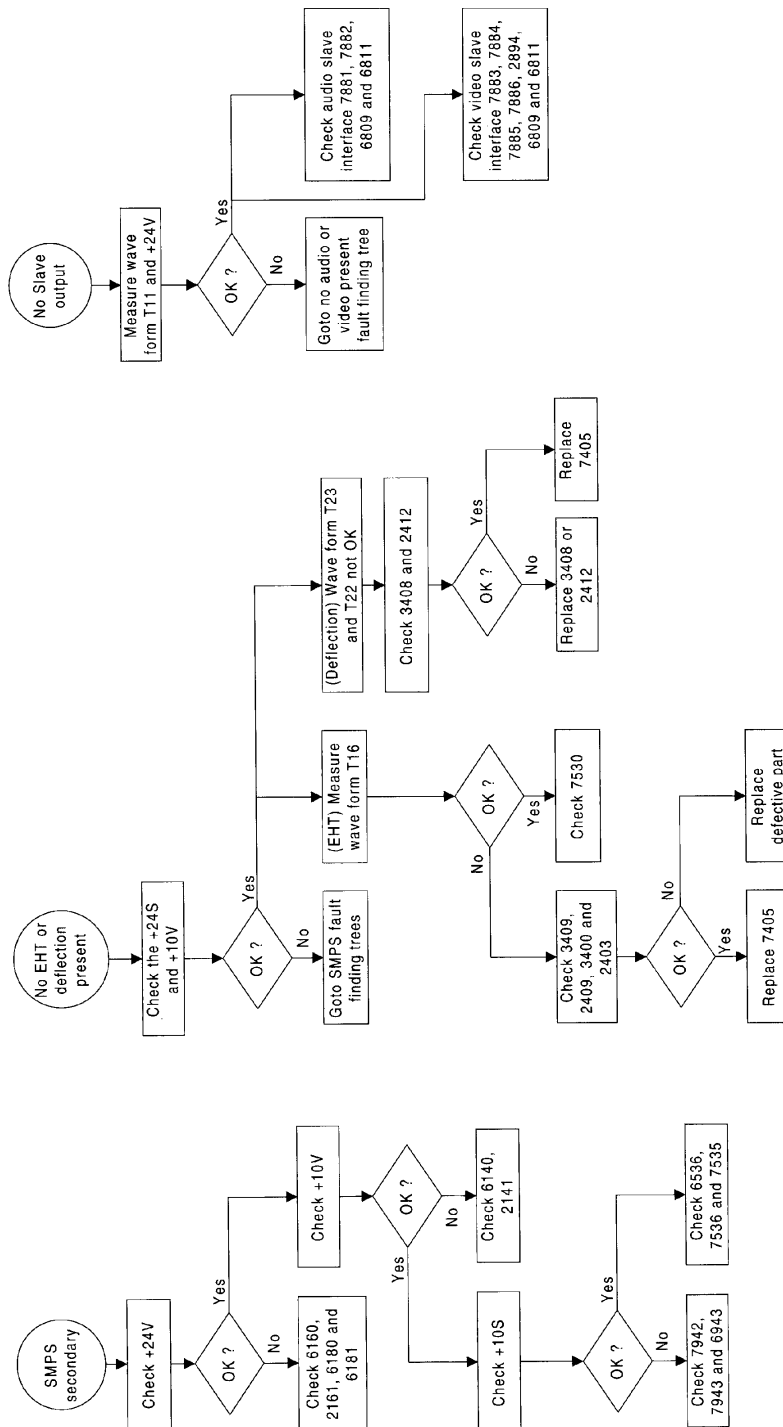 SMPS
secondary
Check +24V
OK ?
Yes
No
Check 6160,
2161, 6180 and
6181
Check +10V
OK ?
Yes
No
Check 6140,
2141
Check +10S
OK ?
Yes
No
Check 7942,
7943 and 6943
Check 6536,
7536 and 7535
No EHT or
deflection
present
Check the +24S
and +10V
OK ?
Yes
No
Goto SMPS fault
finding trees
(EHT) Measure
wave form T16
OK ?
No
Yes
Check 7530
Check 3409,
2409, 3400 and
2403
OK ?
No
Yes
Replace 7405
Replace
defective part
(Deflection) Wave form T23
and T22 not OK
Check 3408 and 2412
OK ?
Yes
No
Replace 3408 or
2412
Replace
7405
No Slave
output
Measure wave
form T11 and +24V
OK ?
Yes
No
Goto no audio or
video present
fault finding tree
Check audio slave
interface 7881, 7882,
6809 and 6811
Check video slave
interface 7883, 7884,
7885, 7886, 2894,
6809 and 6811